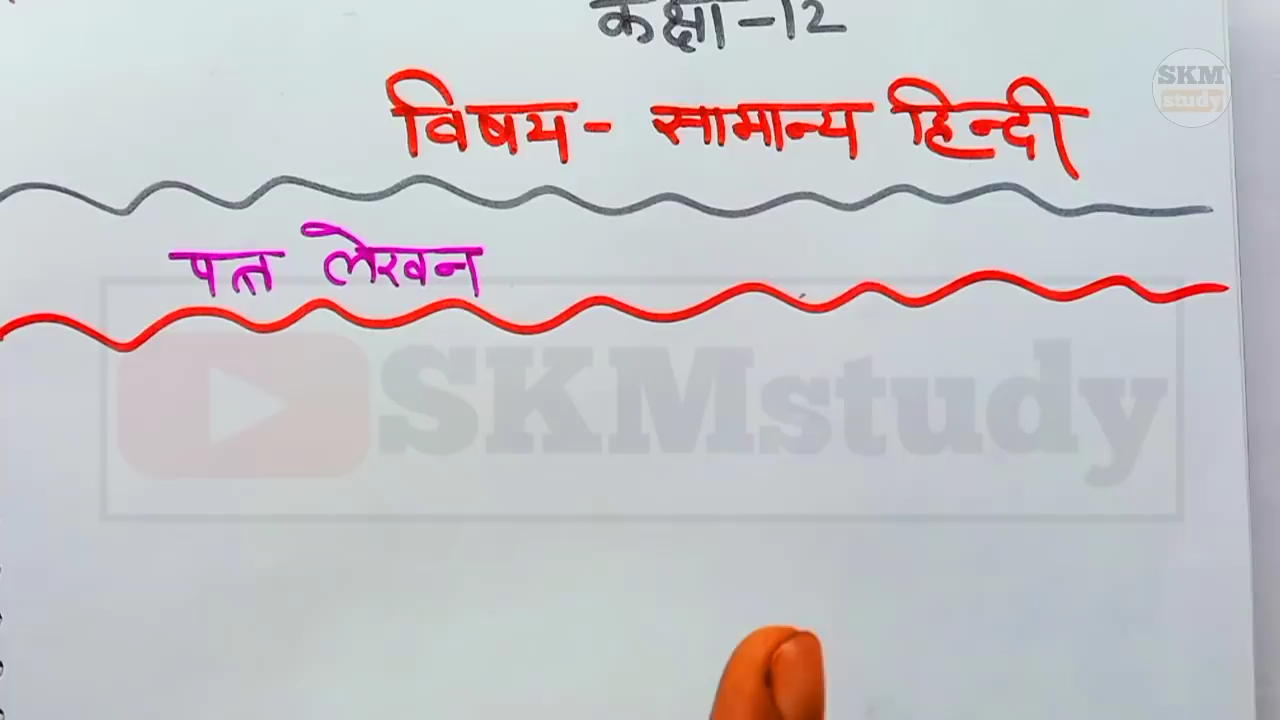 कक्षा-12
SKM
study
विषय- सामान्य हिन्दी
पत्र लेखन
SKMstudy